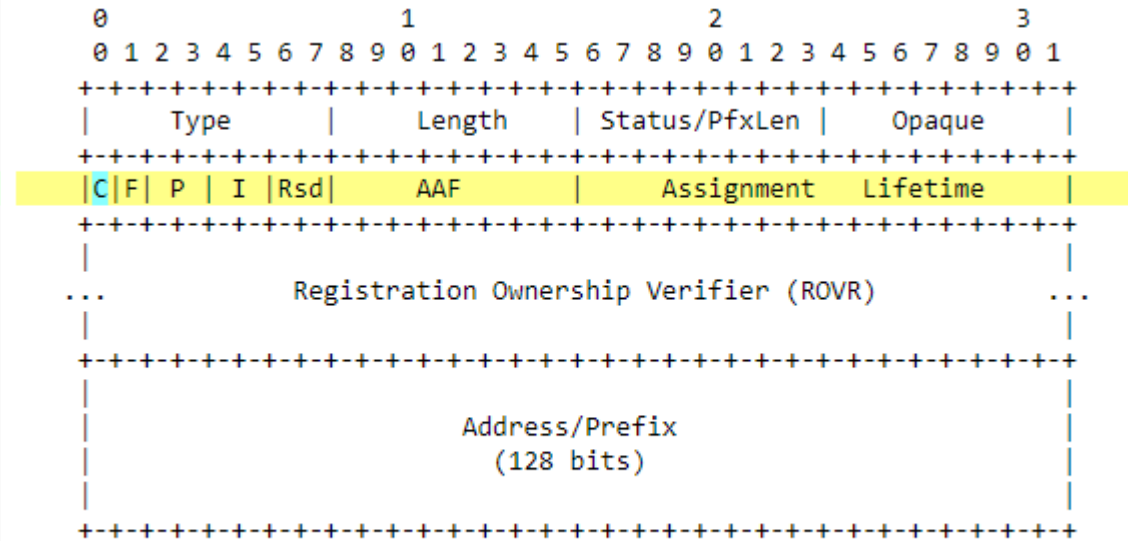 0                   1                   2                   3
0 1 2 3 4 5 6 7 8 9 0 1 2 3 4 5 6 7 8 9 0 1 2 3 4 5 6 7 8 9 0 1
+-+-+-+-+-+-+-+-+-+-+-+-+-+-+-+-+-+-+-+-+-+-+-+-+-+-+-+-+-+-+-+-+
|     Type      |     Length    | Status/PfxLen |    Opaque     |
+-+-+-+-+-+-+-+-+-+-+-+-+-+-+-+-+-+-+-+-+-+-+-+-+-+-+-+-+-+-+-+-+
|C|F| P | I |Rsd|     AAF       |     Assignment   Lifetime     |
+-+-+-+-+-+-+-+-+-+-+-+-+-+-+-+-+-+-+-+-+-+-+-+-+-+-+-+-+-+-+-+-+
|                                                               |
...            Registration Ownership Verifier (ROVR)           ...
|                                                               |
+-+-+-+-+-+-+-+-+-+-+-+-+-+-+-+-+-+-+-+-+-+-+-+-+-+-+-+-+-+-+-+-+
|                                                               |
|                        Address/Prefix                         |
|                          (128 bits)                           |
|                                                               |
+-+-+-+-+-+-+-+-+-+-+-+-+-+-+-+-+-+-+-+-+-+-+-+-+-+-+-+-+-+-+-+-+